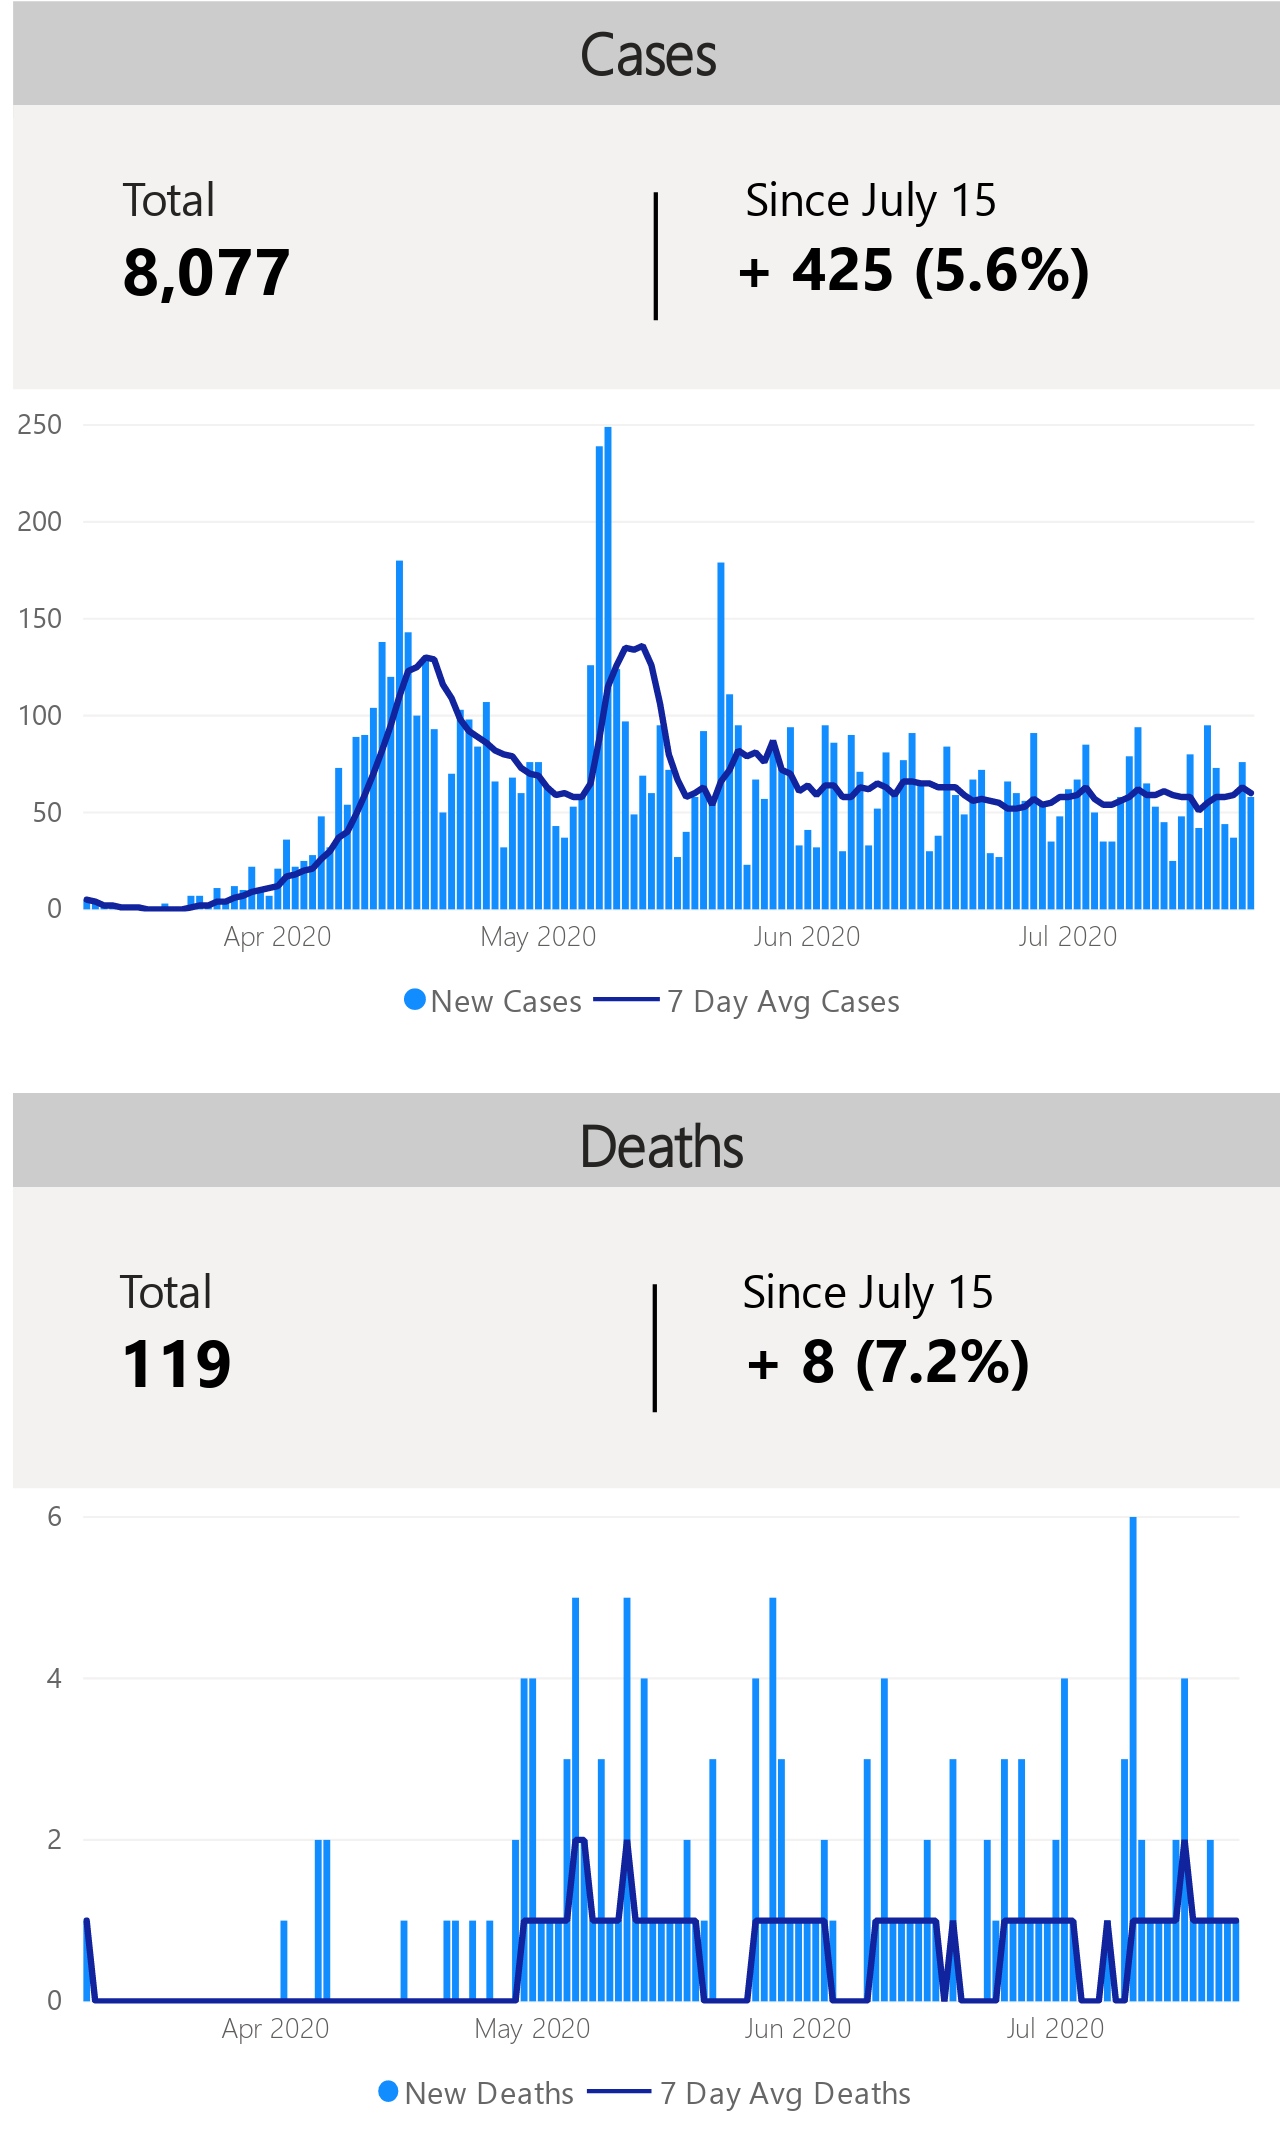 Cases
Total
Since July 15
8,077
+ 425 (5.6%)
250
200
150
100
50
0
Apr 2020
May 2020
Jun 2020
Jul 2020
New Cases
7 Day Avg Cases
Deaths
Total
Since July 15
119
+ 8 (7.2%)
6
4
2
0
Apr 2020
May 2020
Jun 2020
Jul 2020
New Deaths
7 Day Avg Deaths